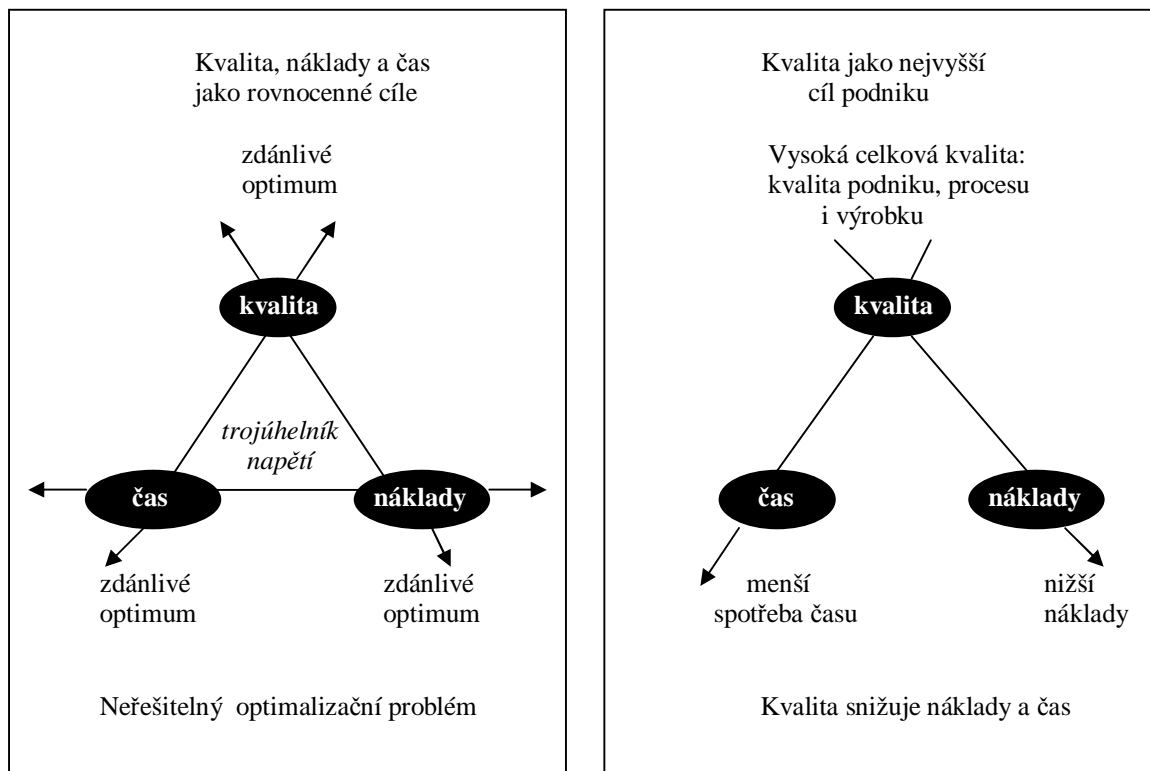 Kvalita, náklady a čas
jako rovnocenné cíle
zdánlivé
optimum
kvalita
trojúhelník
napětí
čas
náklady
zdánlivé
optimum
zdánlivé
optimum
Neřešitelný optimalizační problém
Kvalita jako nejvyšší
cíl podniku
Vysoká celková kvalita:
kvalita podniku, procesu
i výrobku
kvalita
čas
náklady
menší
spotřeba času
nižší
náklady
Kvalita snižuje náklady a čas